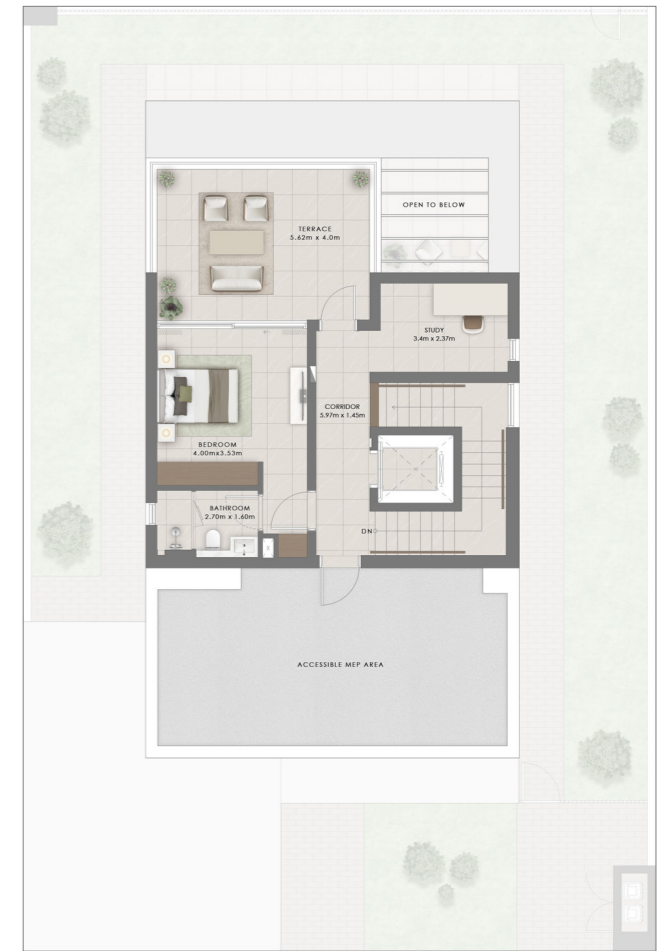 OPEN TO BELOW
TERRACE
5.62m x 4.0m
STUDY
3.4m x 2.37m
CORRIDOR
5.97m x 1.45m
BEDROOM
4.00mx3.53m
BATHROOM
2.70m x 1.60m
DN
ACCESSIBLE MEP AREA